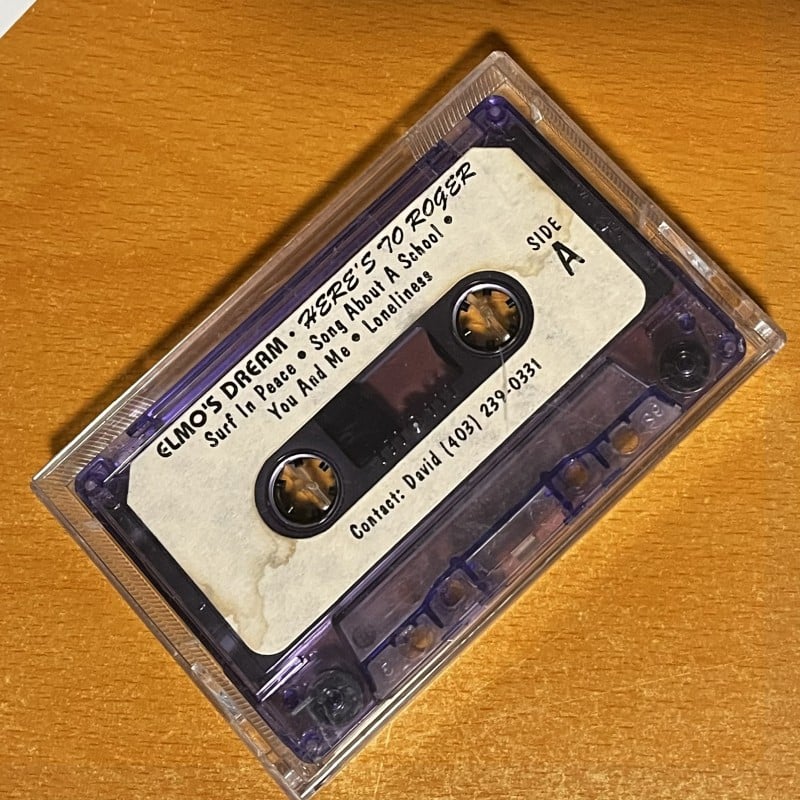 ELMO'S DREAM • HERE'S TO ROGER
Surf In Peace • Song About A School •
You And Me • Loneliness
SIDE
A
Contact: David (403) 239-0331